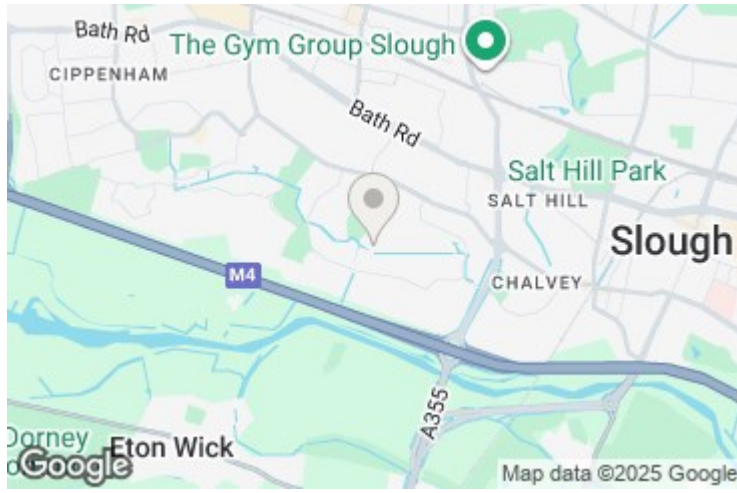 Bath Rd
The Gym Group Slough
CIPPENHAM
Bath Rd
Salt Hill Park
SALT HILL
Slough
M4
CHALVEY
A355
Dorney
Eton Wick
Google
Map data ©2025 Google